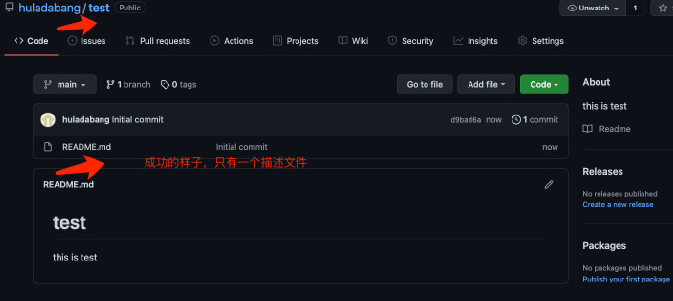 huladabang / test Public Unwatch 1
Code Issues Pull requests Actions Projects Wiki Security Insights Settings
main 1 branch 0 tags Go to file Add file Code
huladabang Initial commit d9bad6a now 1 commit
README.md Initial commit now
成功的样子，只有一个描述文件
README.md
test
this is test
About
this is test
Readme
Releases
No releases published
Create a new release
Packages
No packages published
Publish your first package